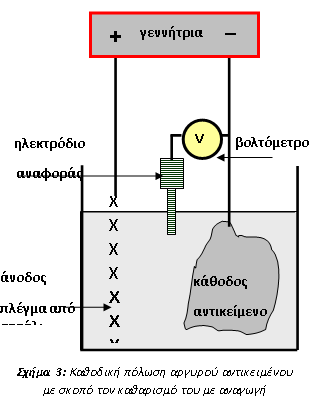 + γεννήτρια −
V
ηλεκτρόδιο
αναφοράς
βολτόμετρο
X
X
X
X
X
X
X
άνοδος
πλέγμα από
κάθοδος
αντικείμενο
Σχήμα 3: Καθοδική πόλωση αργυρού αντικειμένου
με σκοπό τον καθαρισμό του με αναγωγή